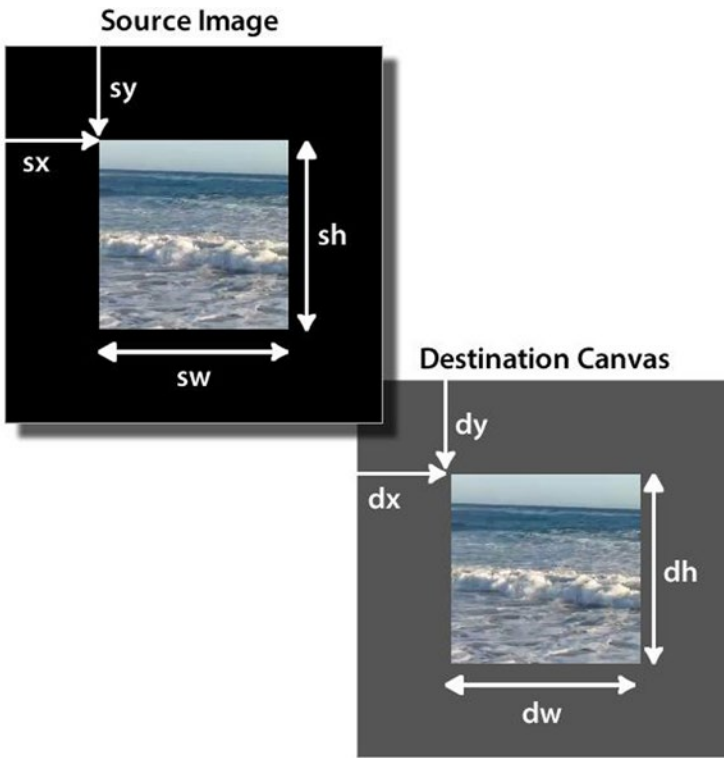 Source Image
sy
sx
sh
sw
Destination Canvas
dy
dx
dh
dw